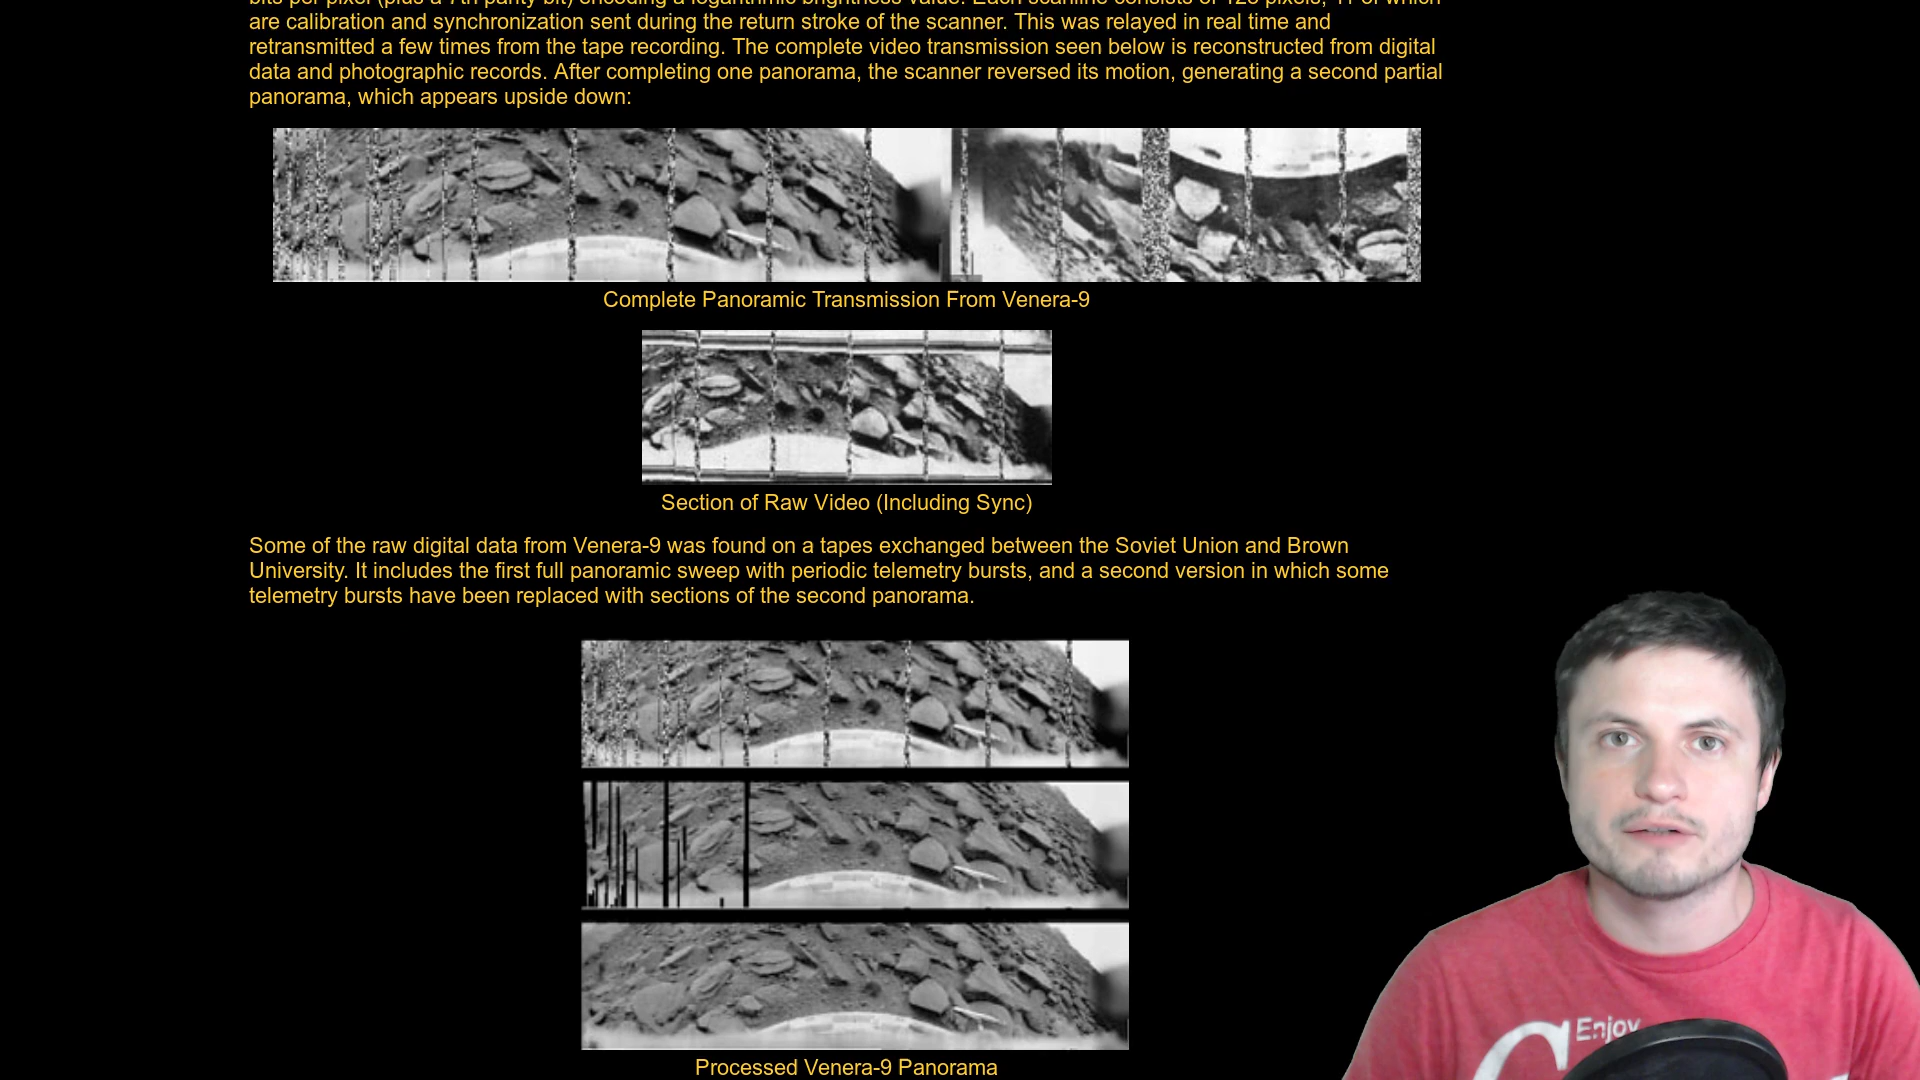 are calibration and synchronization sent during the return stroke of the scanner. This was relayed in real time and
retransmitted a few times from the tape recording. The complete video transmission seen below is reconstructed from digital
data and photographic records. After completing one panorama, the scanner reversed its motion, generating a second partial
panorama, which appears upside down:
Complete Panoramic Transmission From Venera-9
Section of Raw Video (Including Sync)
Some of the raw digital data from Venera-9 was found on a tapes exchanged between the Soviet Union and Brown
University. It includes the first full panoramic sweep with periodic telemetry bursts, and a second version in which some
telemetry bursts have been replaced with sections of the second panorama.
Processed Venera-9 Panorama
Enjoy